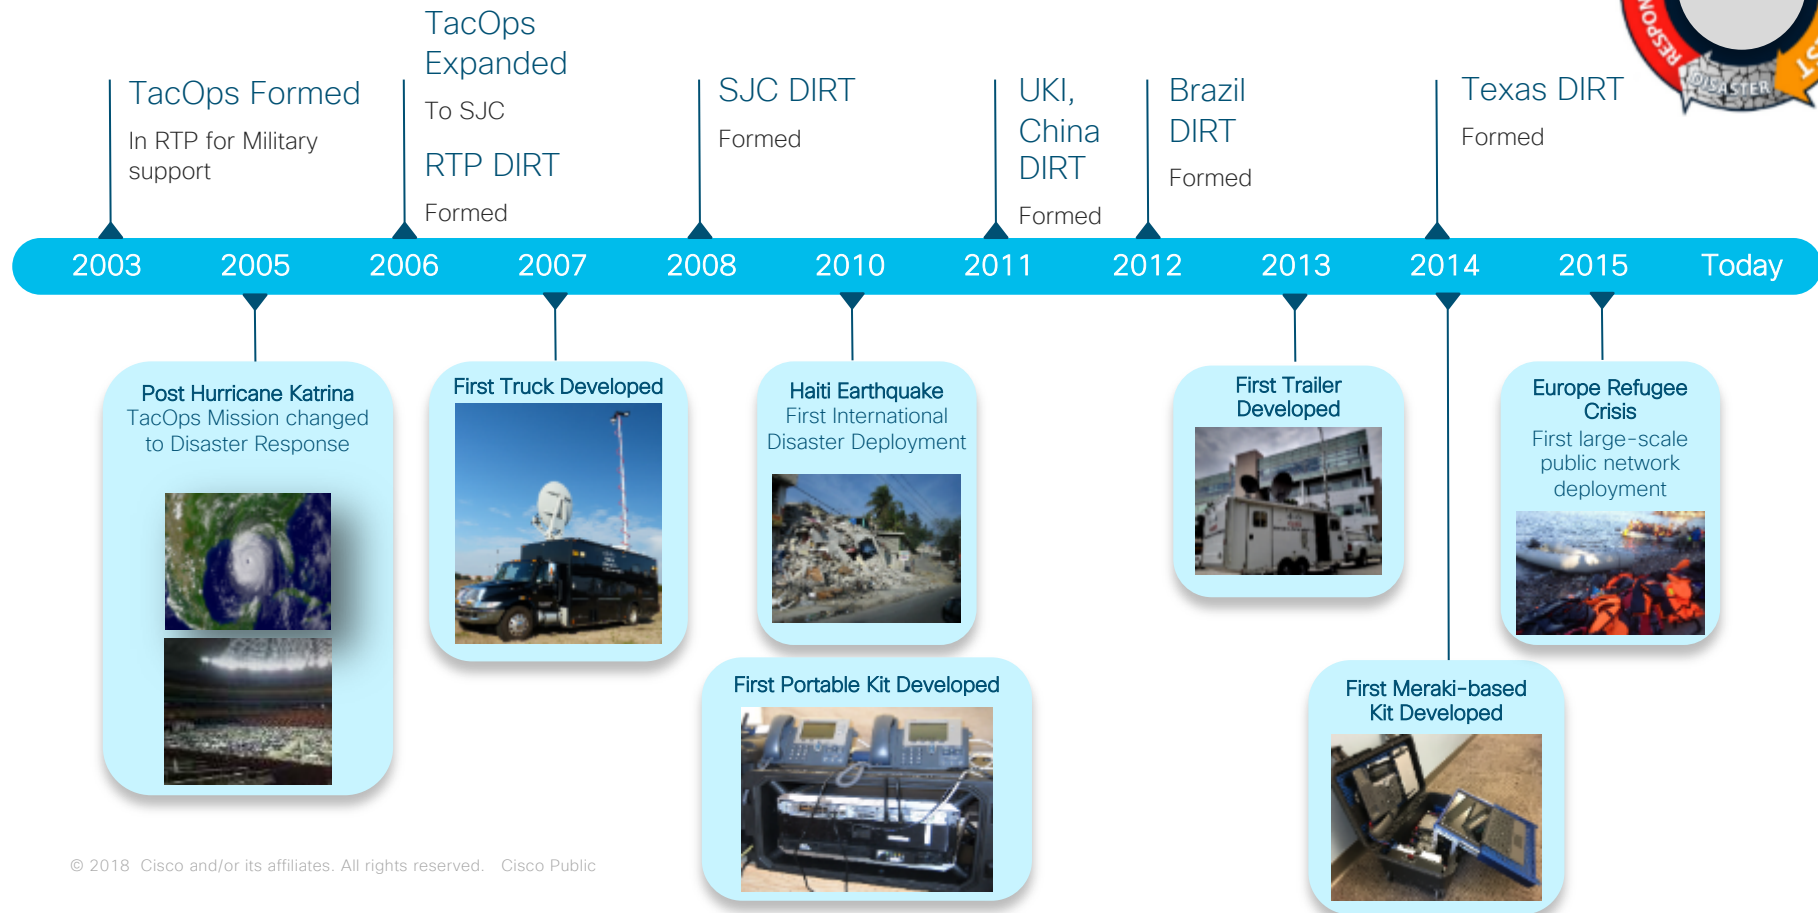 TacOps Formed
In RTP for Military
support
TacOps
Expanded
To SJC
RTP DIRT
Formed
SJC DIRT
Formed
UKI,
China
DIRT
Formed
Brazil
DIRT
Formed
Texas DIRT
Formed
DISASTER
2003 2005 2006 2007 2008 2010 2011 2012 2013 2014 2015 Today
Post Hurricane Katrina
TacOps Mission changed
to Disaster Response
First Truck Developed
Haiti Earthquake
First International
Disaster Deployment
First Portable Kit Developed
First Trailer
Developed
First Meraki-based
Kit Developed
Europe Refugee
Crisis
First large-scale
public network
deployment
© 2018 Cisco and/or its affiliates. All rights reserved. Cisco Public